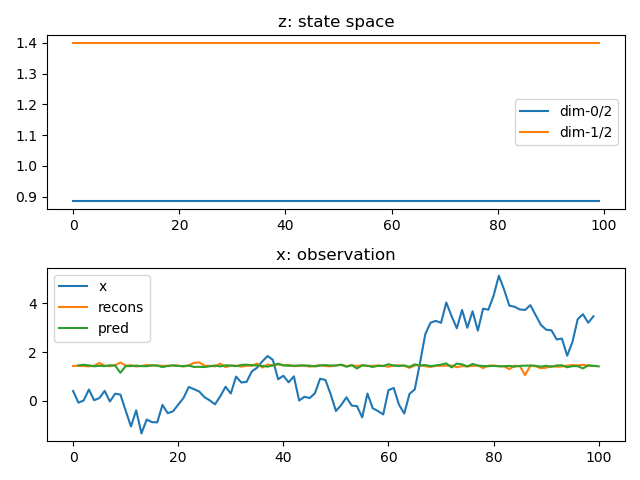 z: state space
1.4
1.3
1.2
1.1
1.0
0.9
dim-0/2
dim-1/2
0 20 40 60 80 100
x: observation
4
2
0
x
recons
pred
0 20 40 60 80 100